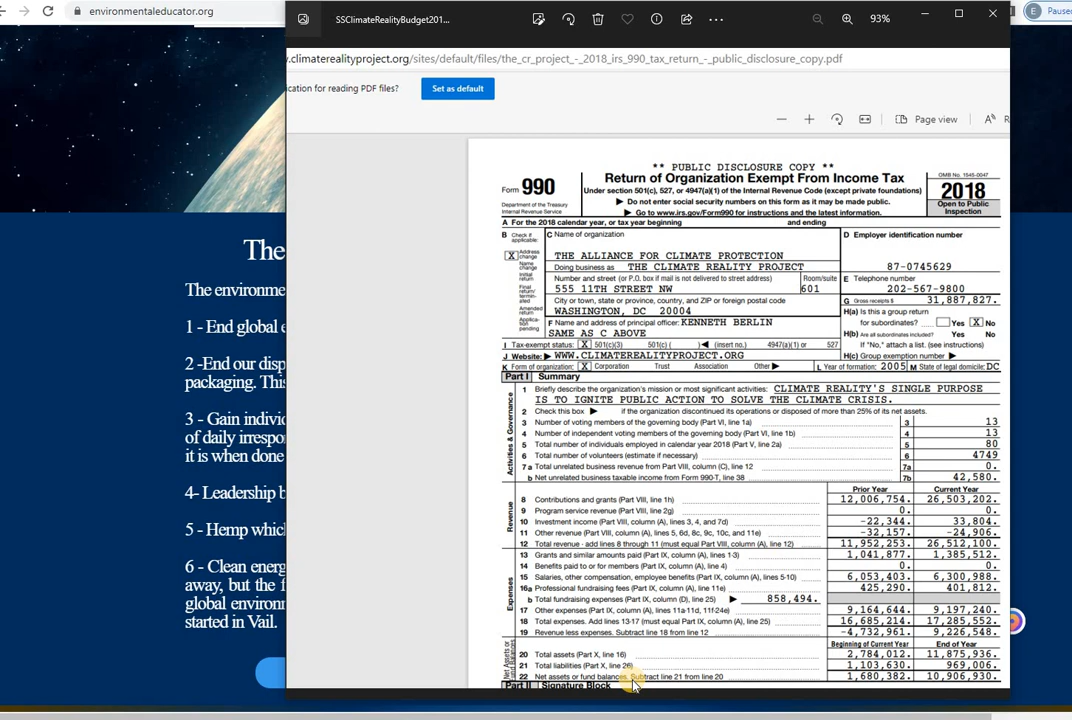 environmentaleducator.org
SSClimateRealityBudget201...
93%
Paused
.climaterealityproject.org/sites/default/files/the_cr_project_-_2018_irs_990_tax_return_-_public_disclosure_copy.pdf
cation for reading PDF files?
Set as default
Page view
** PUBLIC DISCLOSURE COPY **
Form 990
Return of Organization Exempt From Income Tax
OMB No. 1545-0047
Under section 501(c), 527, or 4947(a)(1) of the Internal Revenue Code (except private foundations)
2018
Do not enter social security numbers on this form as it may be made public.
Department of the Treasury
Internal Revenue Service
Go to www.irs.gov/Form990 for instructions and the latest information.
Open to Public
Inspection
A For the 2018 calendar year, or tax year beginning and ending
B Check if applicable:
C Name of organization
D Employer identification number
X Address change
THE ALLIANCE FOR CLIMATE PROTECTION
Name change
Doing business as THE CLIMATE REALITY PROJECT
87-0745629
Initial return
Number and street (or P.O. box if mail is not delivered to street address)
Room/suite
E Telephone number
Final return/ terminated
555 11TH STREET NW
601
202-567-9800
City or town, state or province, country, and ZIP or foreign postal code
G Gross receipts $ 31,887,827.
Amended return
WASHINGTON, DC 20004
H(a) Is this a group return
Application pending
F Name and address of principal officer: KENNETH BERLIN
for subordinates? Yes X No
SAME AS C ABOVE
H(b) Are all subordinates included? Yes No
I Tax-exempt status: X 501(c)(3) 501(c) ( ) (insert no.) 4947(a)(1) or 527
If "No," attach a list. (see instructions)
J Website: WWW.CLIMATEREALITYPROJECT.ORG
H(c) Group exemption number
K Form of organization: X Corporation Trust Association Other
L Year of formation: 2005
M State of legal domicile: DC
Part I Summary
Activities & Governance
1 Briefly describe the organization's mission or most significant activities: CLIMATE REALITY'S SINGLE PURPOSE
IS TO IGNITE PUBLIC ACTION TO SOLVE THE CLIMATE CRISIS.
2 Check this box if the organization discontinued its operations or disposed of more than 25% of its net assets.
3 Number of voting members of the governing body (Part VI, line 1a) 3 13
4 Number of independent voting members of the governing body (Part VI, line 1b) 4 13
5 Total number of individuals employed in calendar year 2018 (Part V, line 2a) 5 80
6 Total number of volunteers (estimate if necessary) 6 4749
7a Total unrelated business revenue from Part VIII, column (C), line 12 7a 0.
b Net unrelated business taxable income from Form 990-T, line 38 7b 42,580.
Prior Year Current Year
Revenue
8 Contributions and grants (Part VIII, line 1h) 12,006,754. 26,503,202.
9 Program service revenue (Part VIII, line 2g) 0. 0.
10 Investment income (Part VIII, column (A), lines 3, 4, and 7d) -22,344. 33,804.
11 Other revenue (Part VIII, column (A), lines 5, 6d, 8c, 9c, 10c, and 11e) -32,157. -24,906.
12 Total revenue - add lines 8 through 11 (must equal Part VIII, column (A), line 12) 11,952,253. 26,512,100.
Expenses
13 Grants and similar amounts paid (Part IX, column (A), lines 1-3) 1,041,877. 1,385,512.
14 Benefits paid to or for members (Part IX, column (A), line 4) 0. 0.
15 Salaries, other compensation, employee benefits (Part IX, column (A), lines 5-10) 6,053,403. 6,300,988.
16a Professional fundraising fees (Part IX, column (A), line 11e) 425,290. 401,812.
b Total fundraising expenses (Part IX, column (D), line 25) 858,494.
17 Other expenses (Part IX, column (A), lines 11a-11d, 11f-24e) 9,164,644. 9,197,240.
18 Total expenses. Add lines 13-17 (must equal Part IX, column (A), line 25) 16,685,214. 17,285,552.
19 Revenue less expenses. Subtract line 18 from line 12 -4,732,961. 9,226,548.
Net Assets or Fund Balances
Beginning of Current Year End of Year
20 Total assets (Part X, line 16) 2,784,012. 11,875,936.
21 Total liabilities (Part X, line 26) 1,103,630. 969,006.
22 Net assets or fund balances. Subtract line 21 from line 20 1,680,382. 10,906,930.
Part II Signature Block
The
The environme
1 - End global e
2 -End our disp
packaging. This
3 - Gain indivi
of daily irrespo
it is when done
4- Leadership b
5 - Hemp whic
6 - Clean energ
away, but the f
global environ
started in Vail.